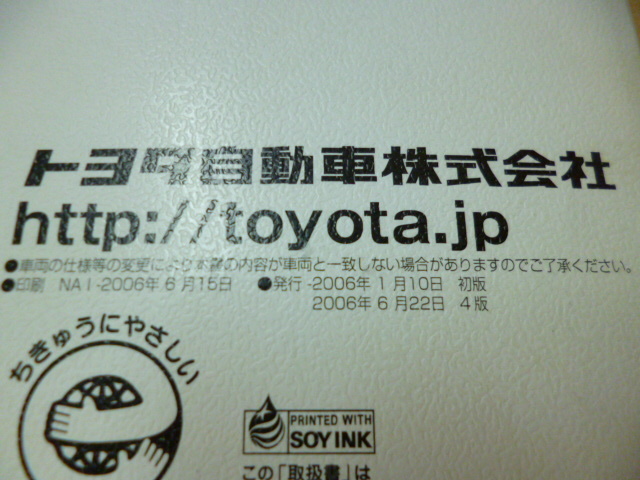 トヨタ自動車株式会社
http://toyota.jp
●車両の仕様等の変更により本書の内容が車両と一致しない場合がありますのでご了承ください。
●印刷 NAI-2006年 6月15日 ●発行-2006年 1月10日 初版
2006年 6月22日 4版
ちきゅうにやさしい
PRINTED WITH
SOY INK
この「取扱書」は